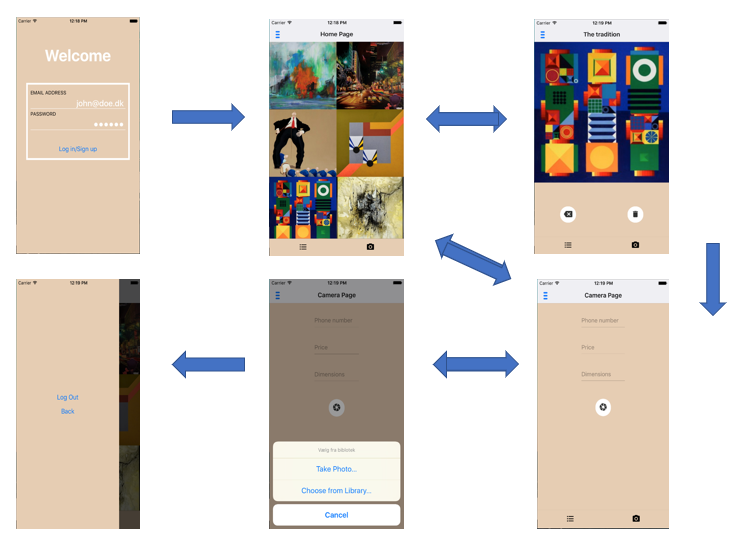 Carrier 12:18 PM
Welcome
EMAIL ADDRESS
john@doe.dk
PASSWORD
Log in/Sign up
Carrier 12:18 PM
Home Page
Carrier 12:19 PM
The tradition
Carrier 12:19 PM
Log Out
Back
Carrier 12:19 PM
Camera Page
Phone number
Price
Dimensions
Vælg fra bibliotek
Take Photo...
Choose from Library...
Cancel
Carrier 12:19 PM
Camera Page
Phone number
Price
Dimensions